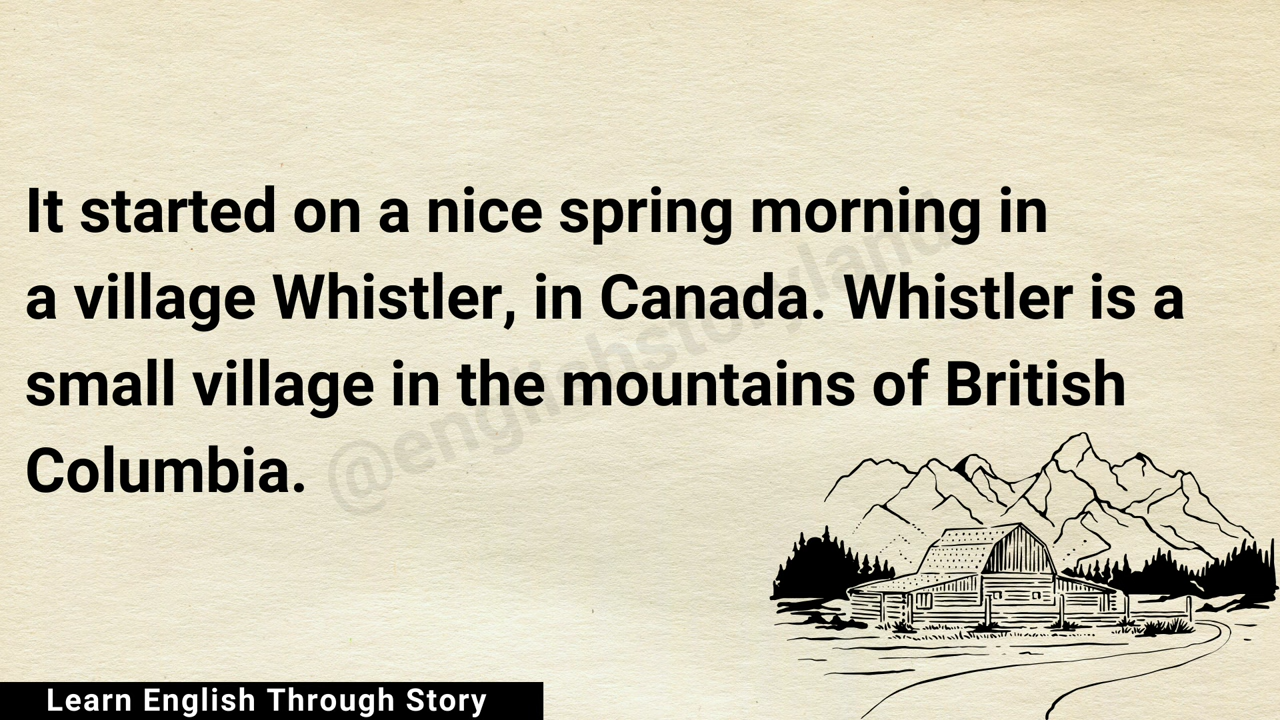 It started on a nice spring morning in
a village Whistler, in Canada. Whistler is a
small village in the mountains of British
Columbia.
@englishstoryland
Learn English Through Story